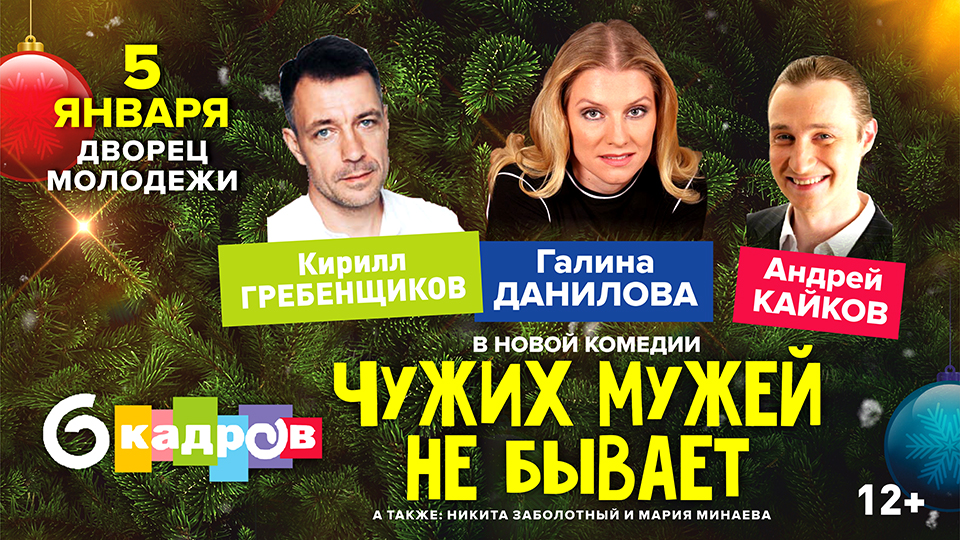 5
ЯНВАРЯ
ДВОРЕЦ
МОЛОДЕЖИ
Кирилл
ГРЕБЕНЩИКОВ
Галина
ДАНИЛОВА
Андрей
КАЙКОВ
В НОВОЙ КОМЕДИИ
ЧУЖИХ МУЖЕЙ
НЕ БЫВАЕТ
6 кадров
А ТАКЖЕ: НИКИТА ЗАБОЛОТНЫЙ И МАРИЯ МИНАЕВА
12+